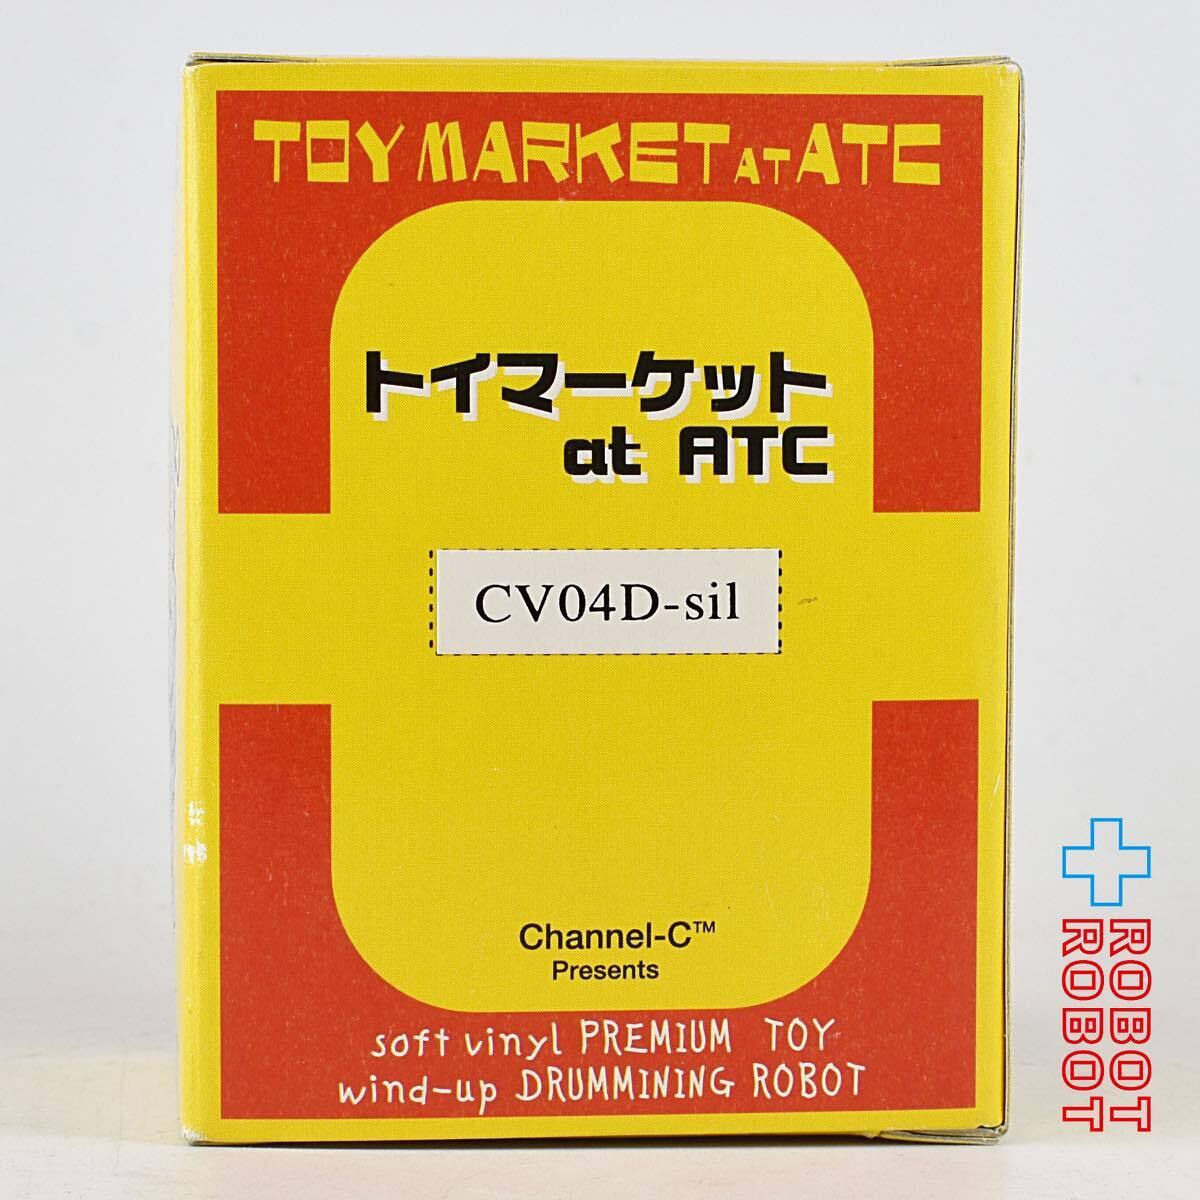 TOY MARKET AT ATC
トイマーケット
at ATC
CV04D-sil
Channel-C™
Presents
soft vinyl PREMIUM TOY
wind-up DRUMMINING ROBOT
ROBOT
ROBOT